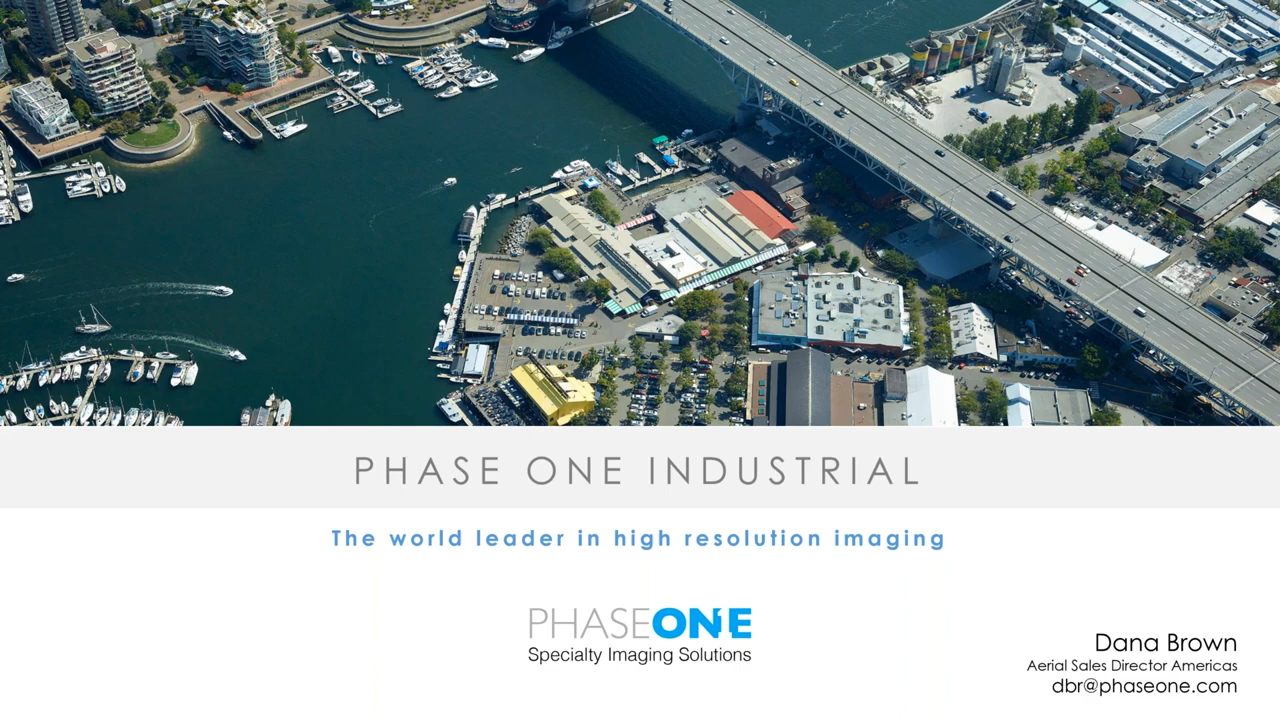 PHASE ONE INDUSTRIAL
The world leader in high resolution imaging
PHASEONE
Specialty Imaging Solutions
Dana Brown
Aerial Sales Director Americas
dbr@phaseone.com